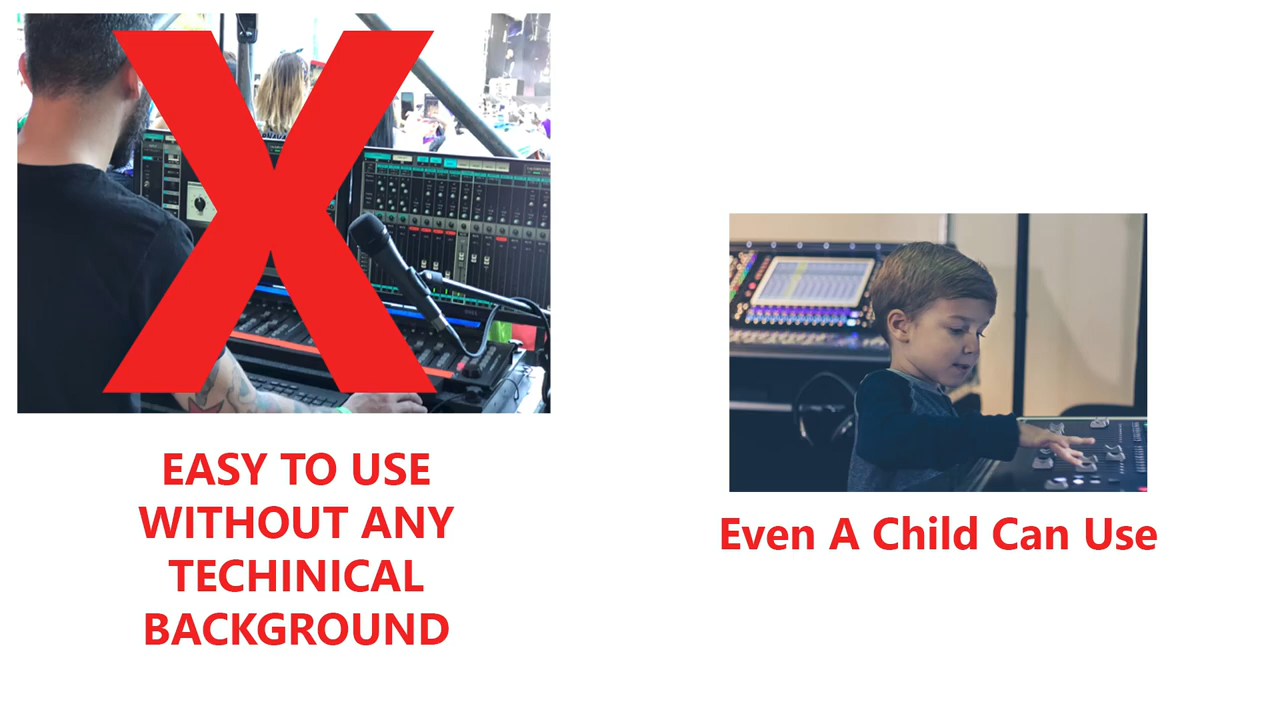 EASY TO USE
WITHOUT ANY
TECHINICAL
BACKGROUND
Even A Child Can Use